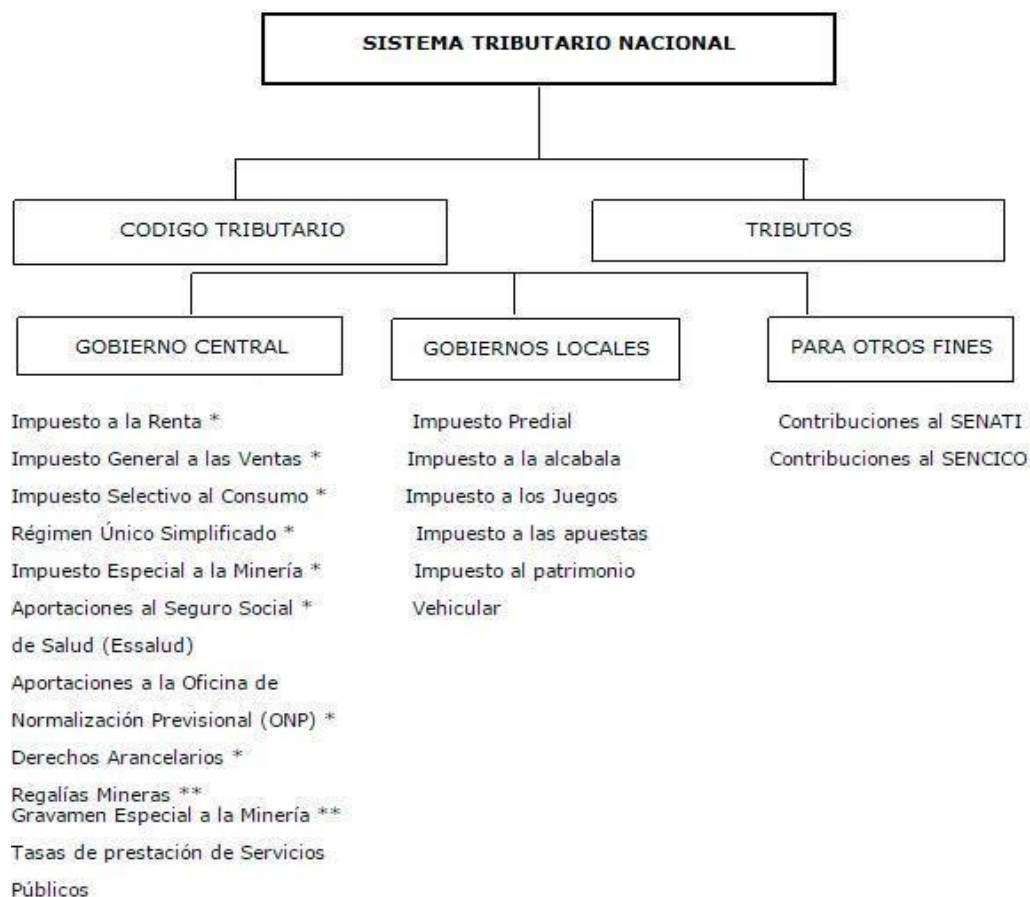 SISTEMA TRIBUTARIO NACIONAL
CODIGO TRIBUTARIO
TRIBUTOS
GOBIERNO CENTRAL
GOBIERNOS LOCALES
PARA OTROS FINES
Impuesto a la Renta *
Impuesto General a las Ventas *
Impuesto Selectivo al Consumo *
Régimen Único Simplificado *
Impuesto Especial a la Minería *
Aportaciones al Seguro Social *
de Salud (Essalud)
Aportaciones a la Oficina de
Normalización Previsional (ONP) *
Derechos Arancelarios *
Regalías Mineras **
Gravamen Especial a la Minería **
Tasas de prestación de Servicios
Públicos
Impuesto Predial
Impuesto a la alcabala
Impuesto a los Juegos
Impuesto a las apuestas
Impuesto al patrimonio
Vehicular
Contribuciones al SENATI
Contribuciones al SENCICO